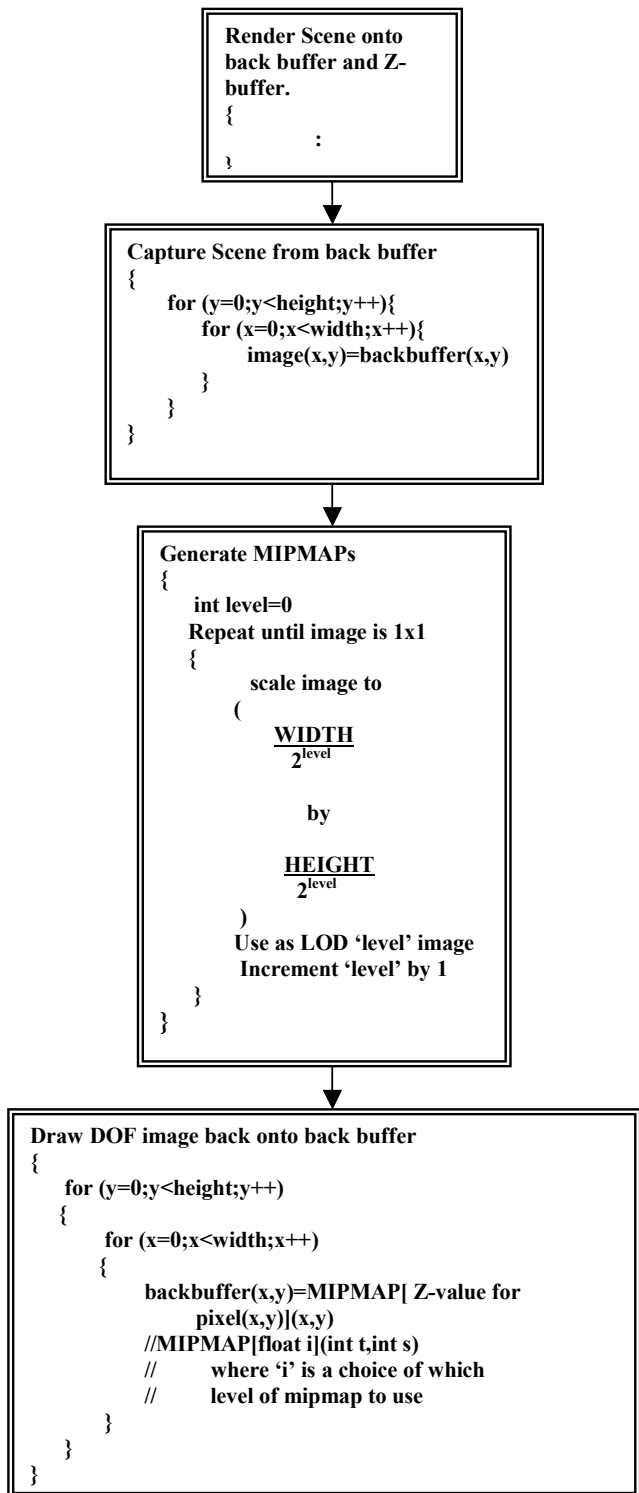 Render Scene onto
back buffer and Z-
buffer.
{
:
}
Capture Scene from back buffer
{
for (y=0;y<height;y++){
for (x=0;x<width;x++){
image(x,y)=backbuffer(x,y)
}
}
}
Generate MIPMAPs
{
int level=0
Repeat until image is 1x1
{
scale image to
(
WIDTH
2^level
by
HEIGHT
2^level
)
Use as LOD ‘level’ image
Increment ‘level’ by 1
}
}
Draw DOF image back onto back buffer
{
for (y=0;y<height;y++)
{
for (x=0;x<width;x++)
{
backbuffer(x,y)=MIPMAP[ Z-value for
pixel(x,y)](x,y)
//MIPMAP[float i](int t,int s)
// where ‘i’ is a choice of which
// level of mipmap to use
}
}
}